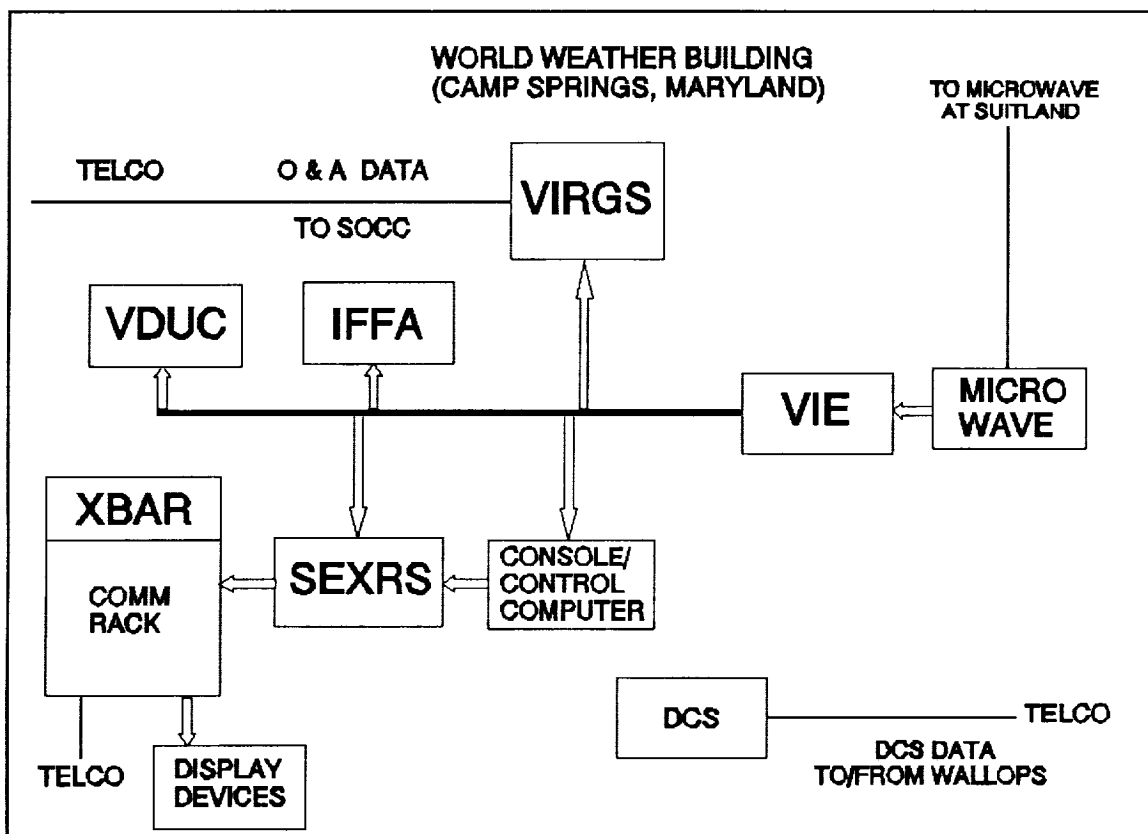 WORLD WEATHER BUILDING
(CAMP SPRINGS, MARYLAND)
TO MICROWAVE
AT SUITLAND
TELCO O & A DATA
TO SOCC
VIRGS
VDUC
IFFA
VIE
MICRO
WAVE
XBAR
COMM
RACK
SEXRS
CONSOLE/
CONTROL
COMPUTER
DCS
TELCO
DCS DATA
TO/FROM WALLOPS
TELCO
DISPLAY
DEVICES